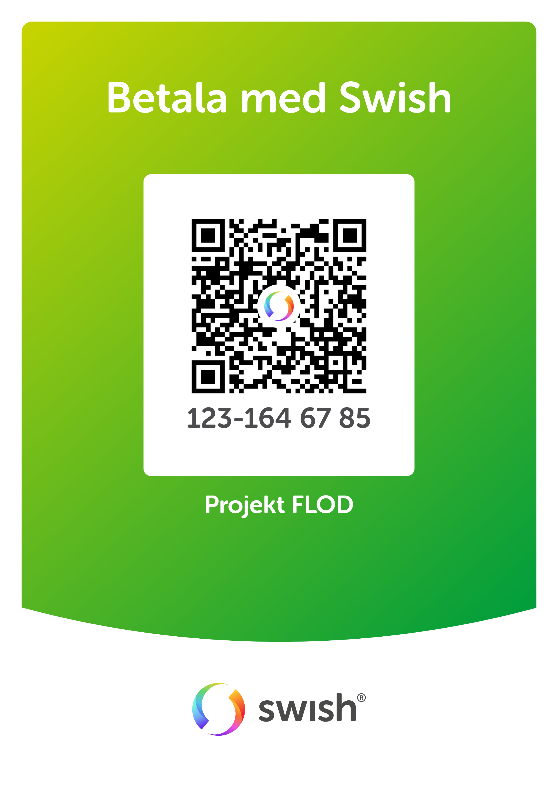 Betala med Swish
123-164 67 85
Projekt FLOD
swish®